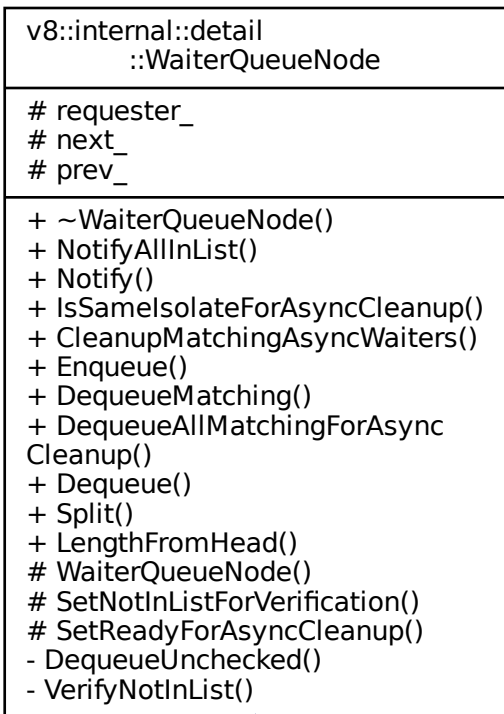 v8::internal::detail
::WaiterQueueNode
# requester_
# next_
# prev_
+ ~WaiterQueueNode()
+ NotifyAllInList()
+ Notify()
+ IsSameIsolateForAsyncCleanup()
+ CleanupMatchingAsyncWaiters()
+ Enqueue()
+ DequeueMatching()
+ DequeueAllMatchingForAsync
Cleanup()
+ Dequeue()
+ Split()
+ LengthFromHead()
# WaiterQueueNode()
# SetNotInListForVerification()
# SetReadyForAsyncCleanup()
- DequeueUnchecked()
- VerifyNotInList()